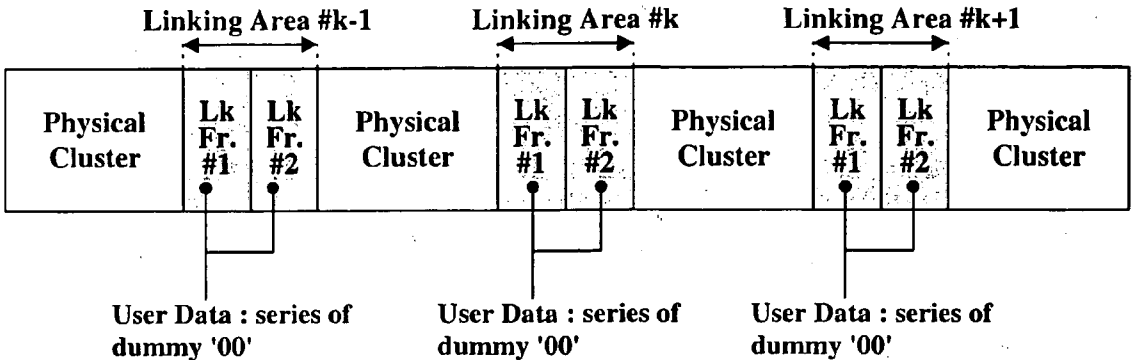 Linking Area #k-1
Linking Area #k
Linking Area #k+1
Physical
Cluster
Lk
Fr.
#1
Lk
Fr.
#2
Physical
Cluster
Lk
Fr.
#1
Lk
Fr.
#2
Physical
Cluster
Lk
Fr.
#1
Lk
Fr.
#2
Physical
Cluster
User Data : series of
dummy '00'
User Data : series of
dummy '00'
User Data : series of
dummy '00'